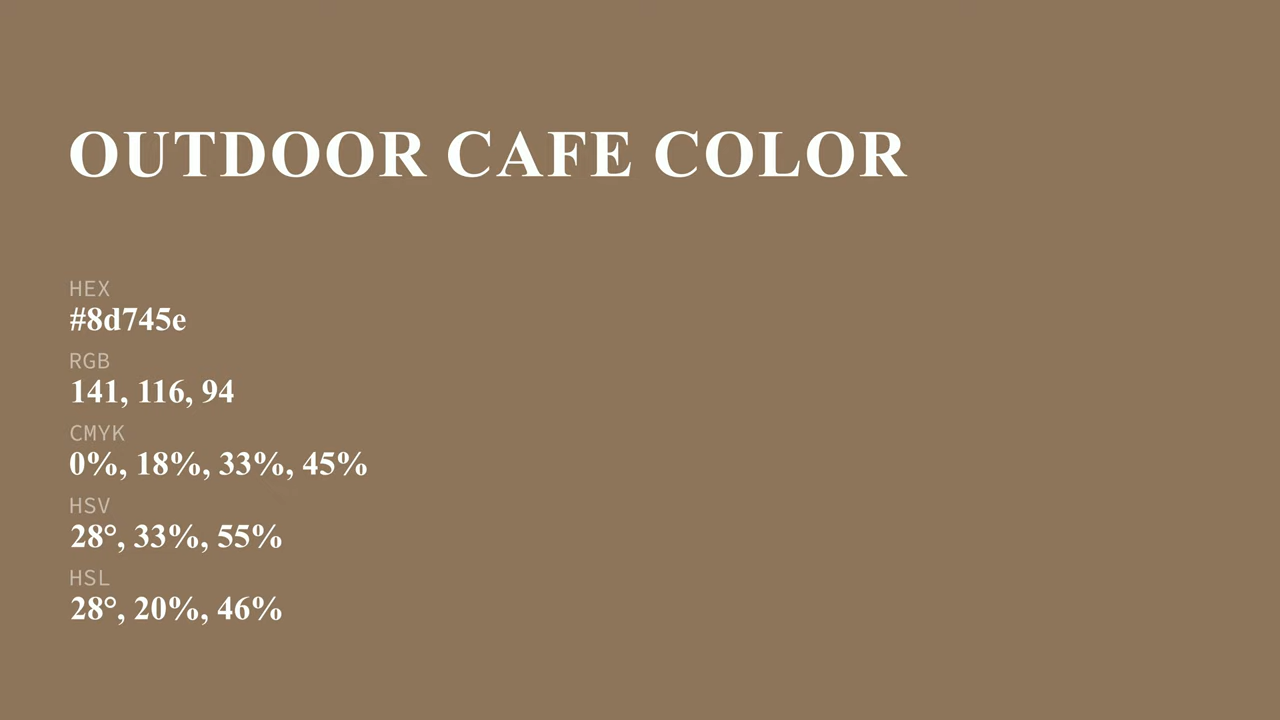 OUTDOOR CAFE COLOR
HEX
#8d745e
RGB
141, 116, 94
CMYK
0%, 18%, 33%, 45%
HSV
28°, 33%, 55%
HSL
28°, 20%, 46%